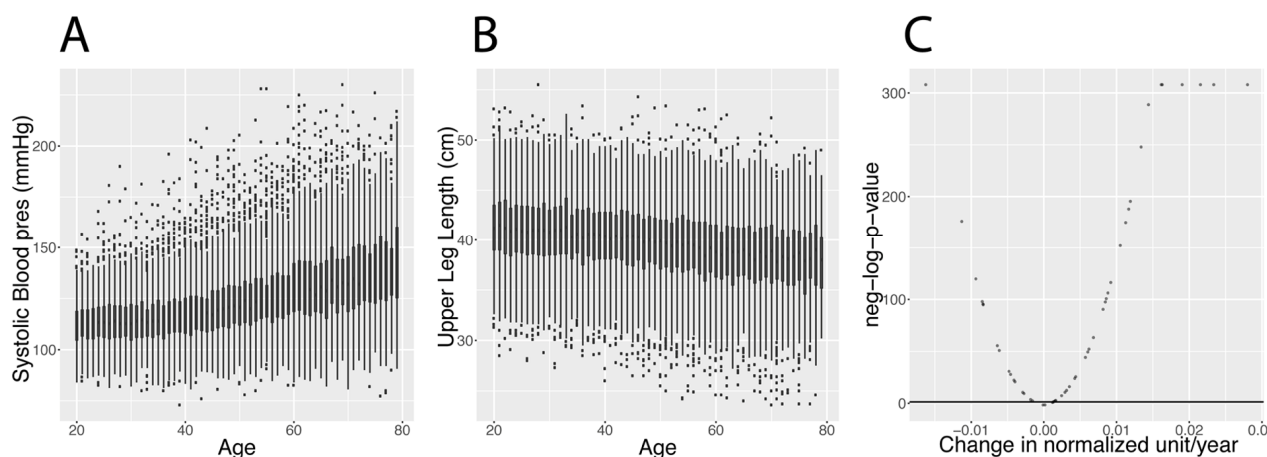 A
B
C
Systolic Blood pres (mmHg)
200
150
100
20
40
60
80
Age
Upper Leg Length (cm)
50
40
30
20
40
60
80
Age
neg-log-p-value
300
200
100
0
-0.01
0.00
0.01
0.02
0.0
Change in normalized unit/year